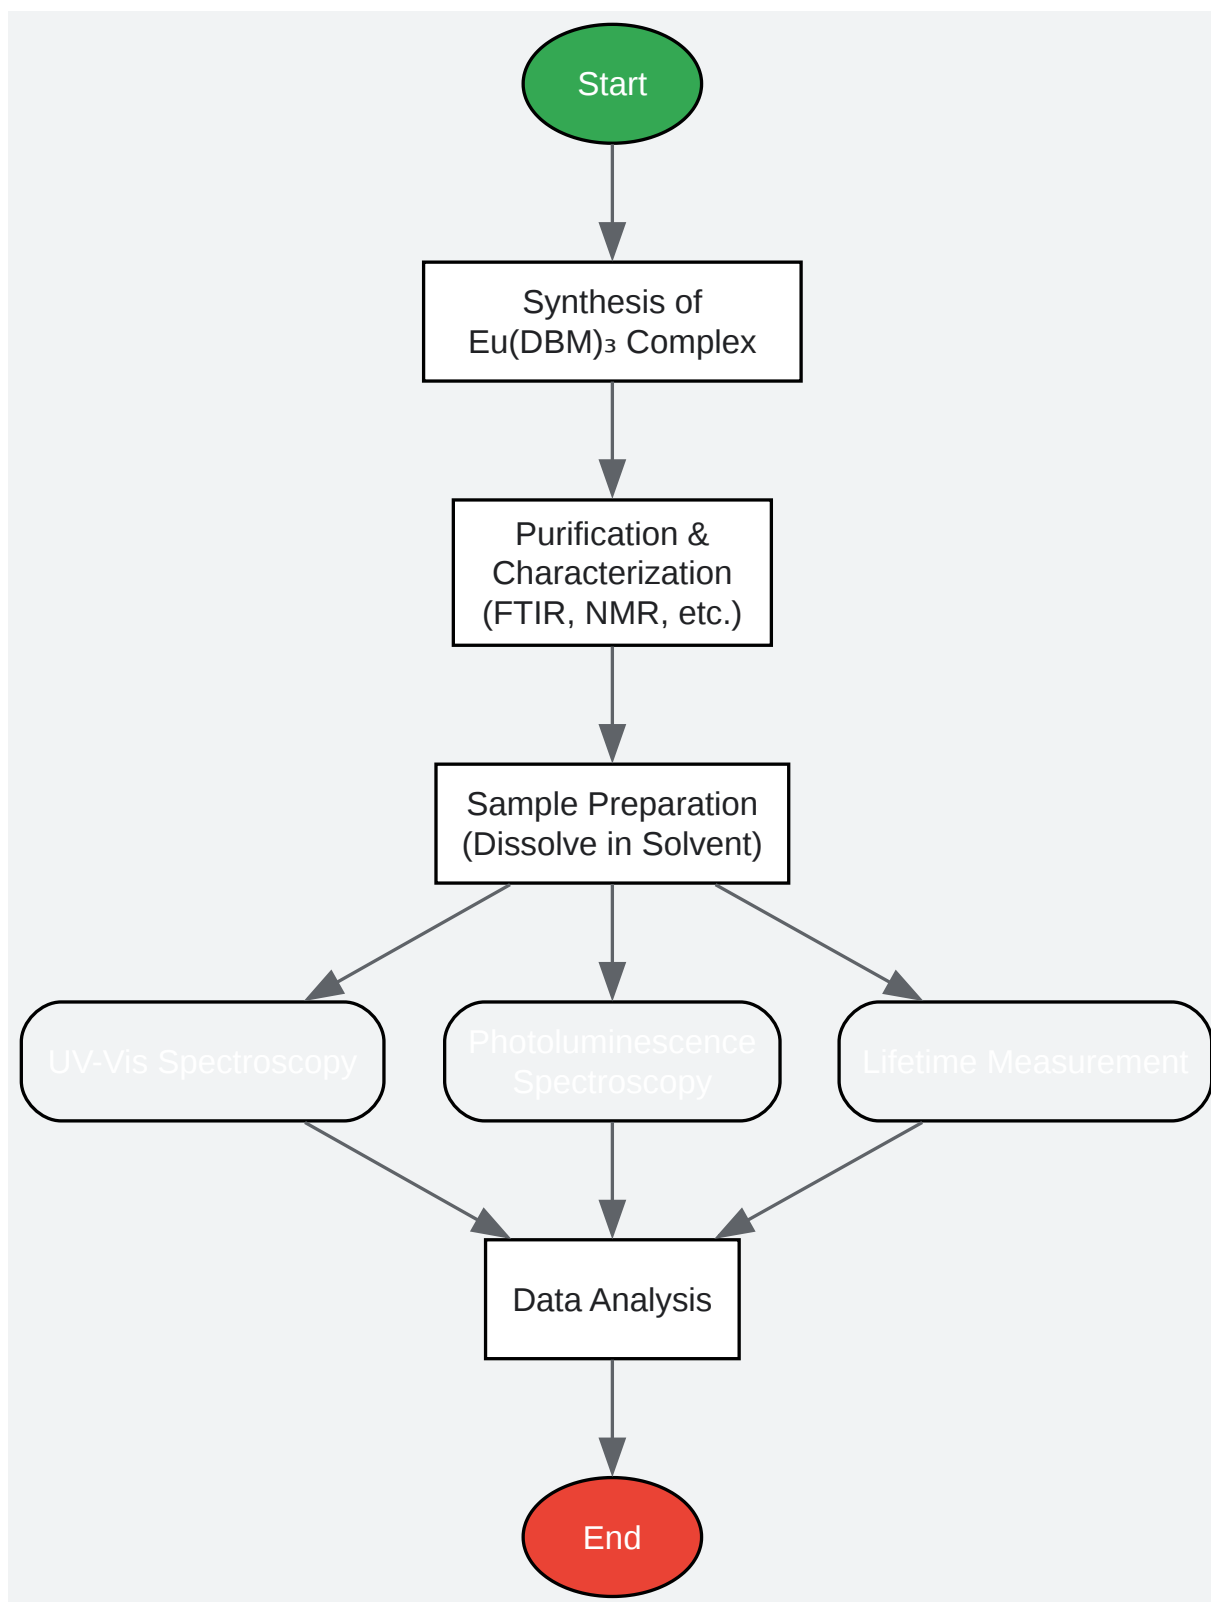 Start
Synthesis of
Eu(DBM)₃ Complex
Purification &
Characterization
(FTIR, NMR, etc.)
Sample Preparation
(Dissolve in Solvent)
UV-Vis Spectroscopy
Photoluminescence
Spectroscopy
Lifetime Measurement
Data Analysis
End